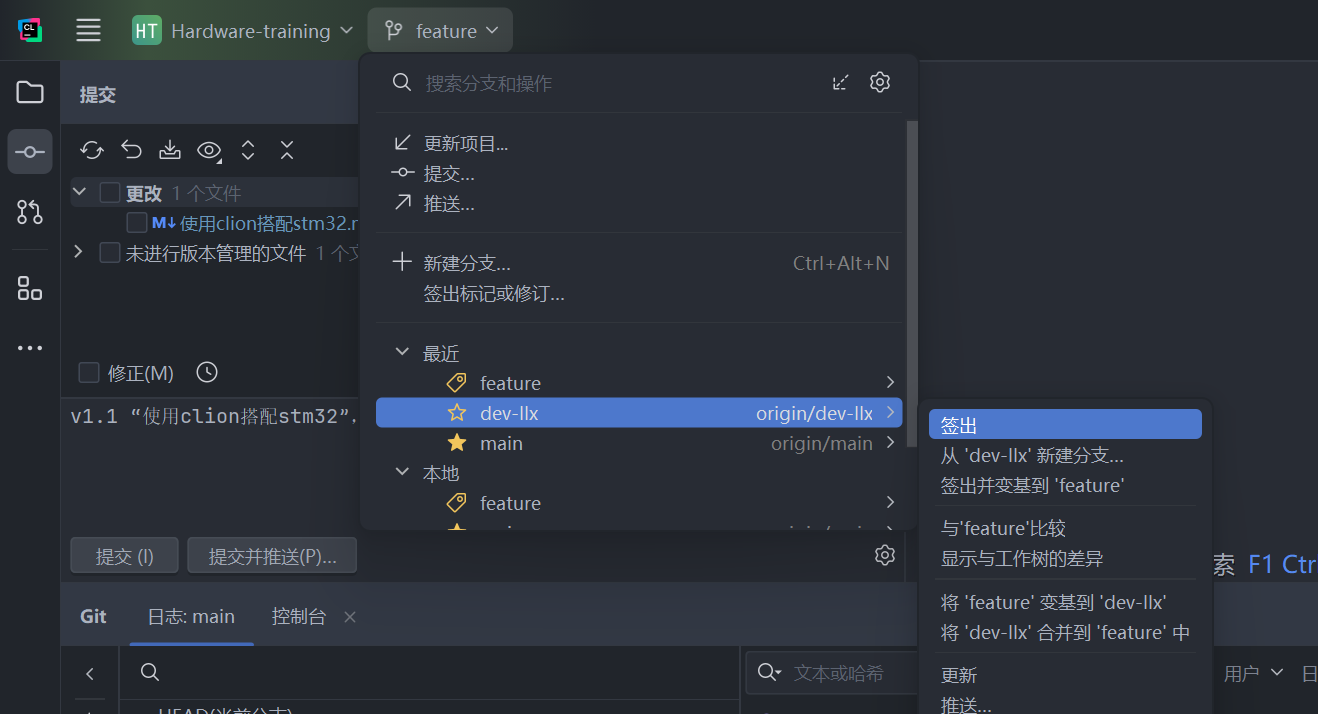 CL
HT Hardware-training feature
提交
搜索分支和操作
更新项目...
提交...
推送...
新建分支... Ctrl+Alt+N
签出标记或修订...
最近
feature
dev-llx origin/dev-llx
main origin/main
本地
feature
更改 1 个文件
M↓ 使用clion搭配stm32.r
未进行版本管理的文件 1 个文
修正(M)
v1.1 “使用clion搭配stm32”,
提交 (I) 提交并推送(P)...
签出
从 'dev-llx' 新建分支...
签出并变基到 'feature'
与'feature'比较
显示与工作树的差异
将 'feature' 变基到 'dev-llx'
将 'dev-llx' 合并到 'feature' 中
更新
推送...
索 F1 Ctr
Git 日志: main 控制台
文本或哈希 用户 日
HEAD(当前分支)